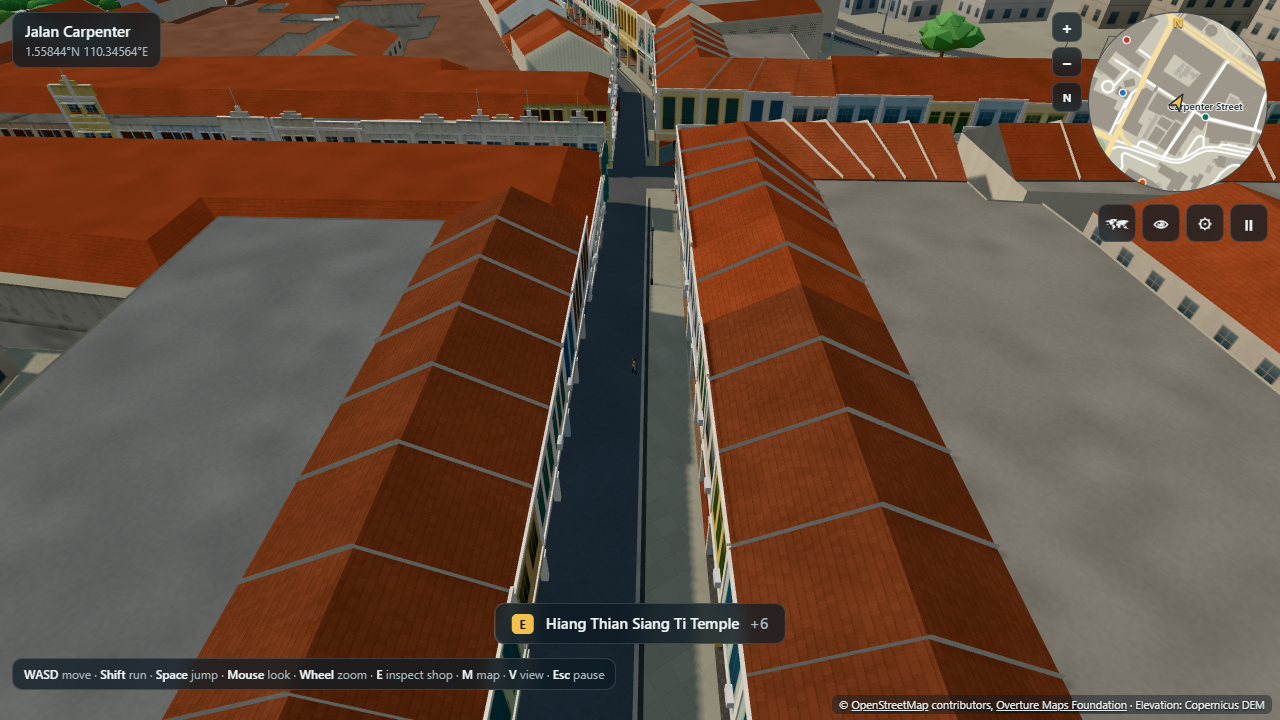 Jalan Carpenter
1.55844°N 110.34564°E
+
−
N
N
Carpenter Street
E Hiang Thian Siang Ti Temple +6
WASD move · Shift run · Space jump · Mouse look · Wheel zoom · E inspect shop · M map · V view · Esc pause
© OpenStreetMap contributors, Overture Maps Foundation · Elevation: Copernicus DEM